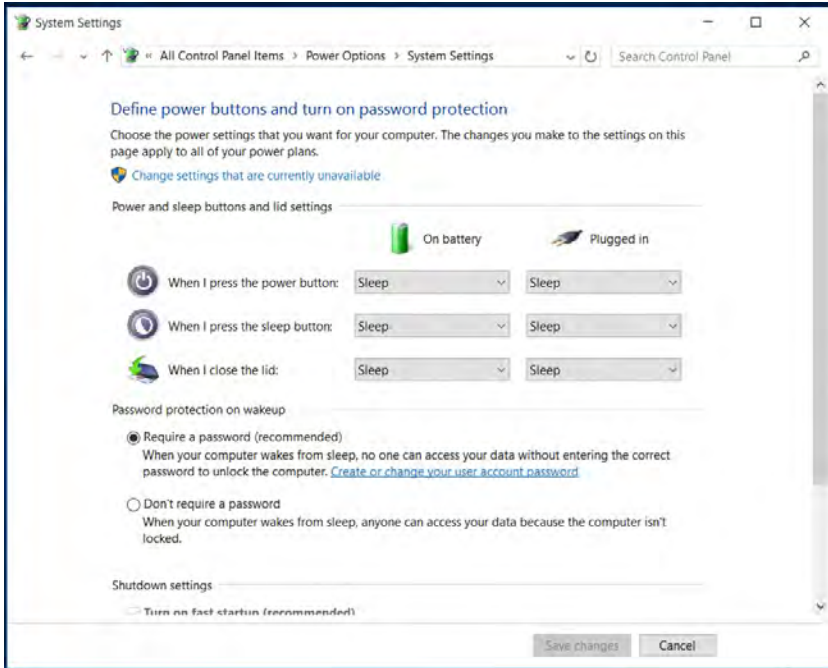 System Settings
« All Control Panel Items > Power Options > System Settings
Search Control Panel
Define power buttons and turn on password protection
Choose the power settings that you want for your computer. The changes you make to the settings on this
page apply to all of your power plans.
Change settings that are currently unavailable
Power and sleep buttons and lid settings
On battery Plugged in
When I press the power button: Sleep Sleep
When I press the sleep button: Sleep Sleep
When I close the lid: Sleep Sleep
Password protection on wakeup
Require a password (recommended)
When your computer wakes from sleep, no one can access your data without entering the correct
password to unlock the computer. Create or change your user account password
Don't require a password
When your computer wakes from sleep, anyone can access your data because the computer isn't
locked.
Shutdown settings
Turn on fast startup (recommended)
Save changes Cancel